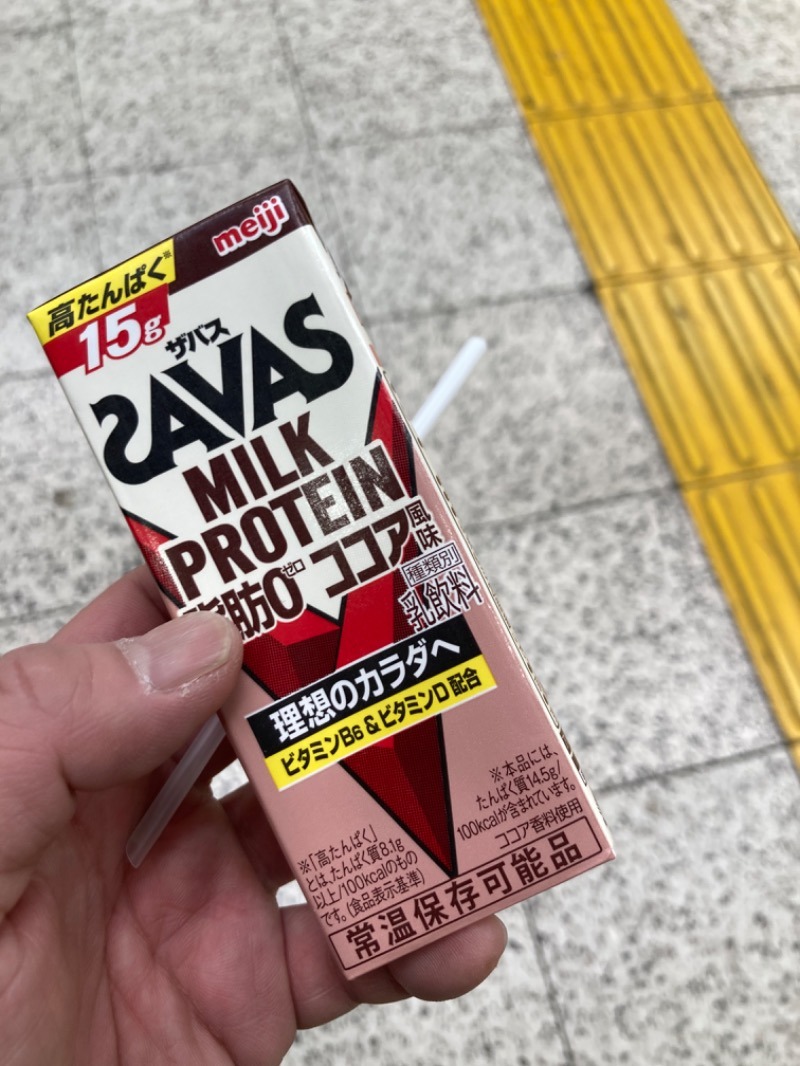 meiji
高たんぱく※
15g
ザバス
SAVAS
MILK
PROTEIN
脂肪0 ゼロ ココア風味
種類別
乳飲料
理想のカラダへ
ビタミンB6&ビタミンD配合
※本品には、
たんぱく質14.5g/
100kcalが含まれています。
ココア香料使用
※「高たんぱく」
とは、たんぱく質8.1g
以上/100kcalのもの
です。(食品表示基準)
常温保存可能品